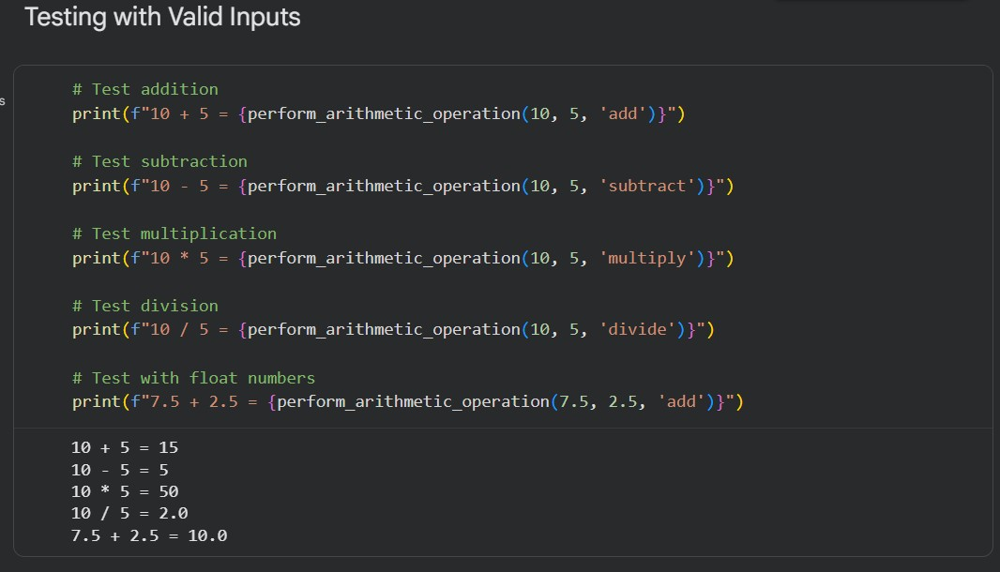 Testing with Valid Inputs
s
# Test addition
print(f"10 + 5 = {perform_arithmetic_operation(10, 5, 'add')}")
# Test subtraction
print(f"10 - 5 = {perform_arithmetic_operation(10, 5, 'subtract')}")
# Test multiplication
print(f"10 * 5 = {perform_arithmetic_operation(10, 5, 'multiply')}")
# Test division
print(f"10 / 5 = {perform_arithmetic_operation(10, 5, 'divide')}")
# Test with float numbers
print(f"7.5 + 2.5 = {perform_arithmetic_operation(7.5, 2.5, 'add')}")
10 + 5 = 15
10 - 5 = 5
10 * 5 = 50
10 / 5 = 2.0
7.5 + 2.5 = 10.0